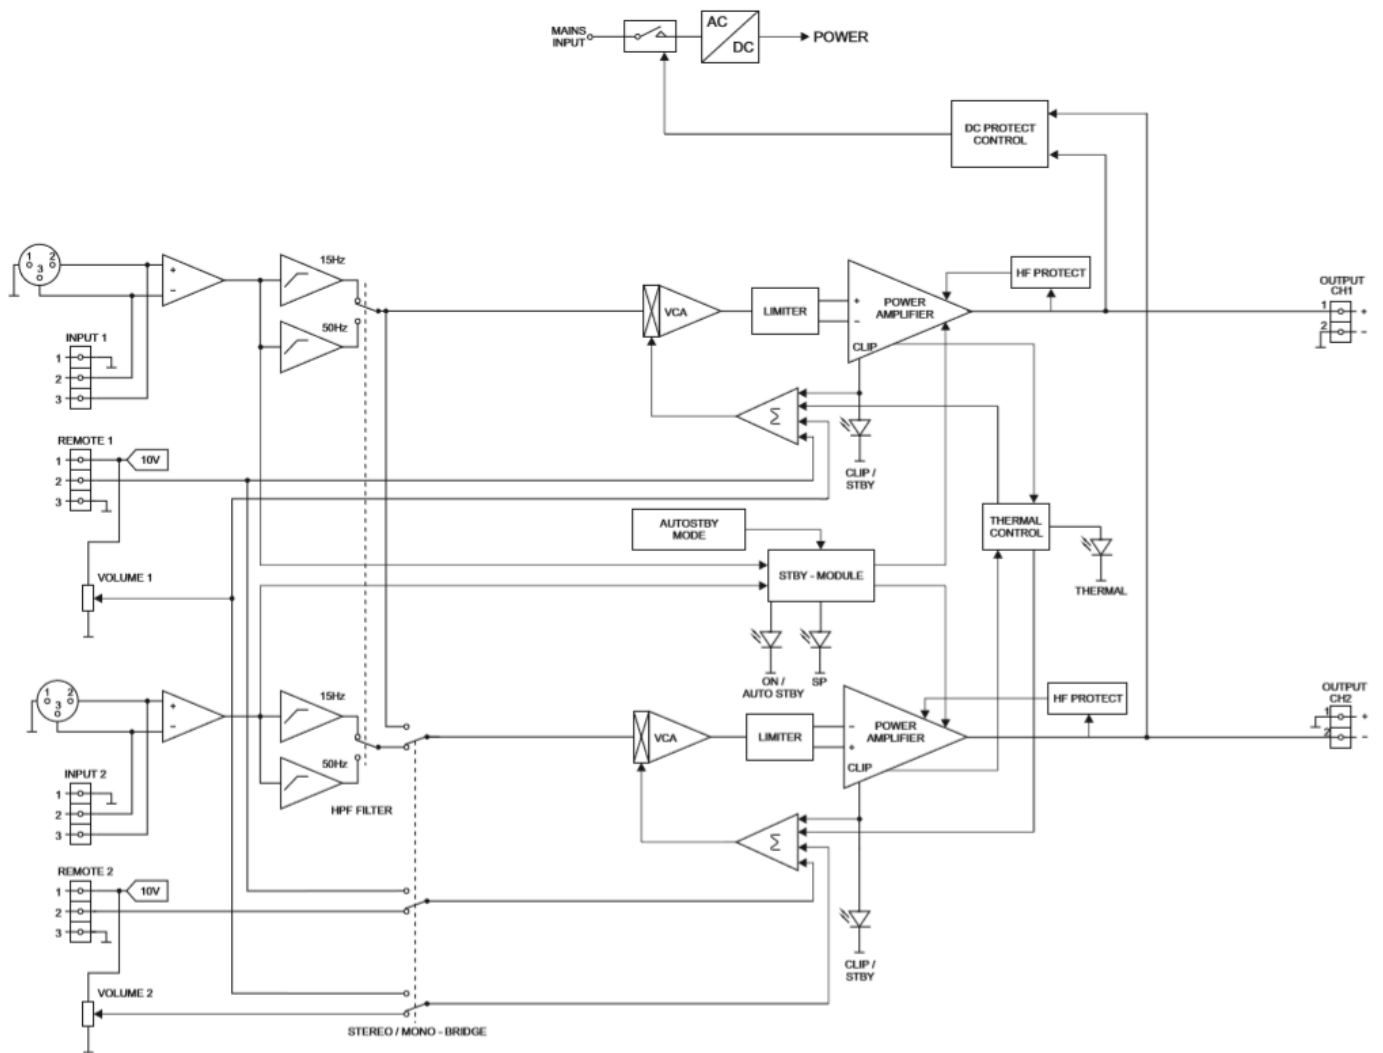 MAINS
INPUT
AC
DC
POWER
DC PROTECT
CONTROL
1 2
3
+
−
15Hz
50Hz
INPUT 1
1
2
3
VCA
LIMITER
+
−
POWER
AMPLIFIER
CLIP
HF PROTECT
OUTPUT
CH1
1 +
2 −
Σ
CLIP /
STBY
REMOTE 1
1
2
3
10V
VOLUME 1
AUTOSTBY
MODE
STBY - MODULE
THERMAL
CONTROL
THERMAL
ON /
AUTO STBY
SP
1 2
3
+
−
15Hz
50Hz
HPF FILTER
INPUT 2
1
2
3
VCA
LIMITER
−
+
POWER
AMPLIFIER
CLIP
HF PROTECT
OUTPUT
CH2
1 +
2 −
Σ
CLIP /
STBY
REMOTE 2
1
2
3
10V
VOLUME 2
STEREO / MONO - BRIDGE